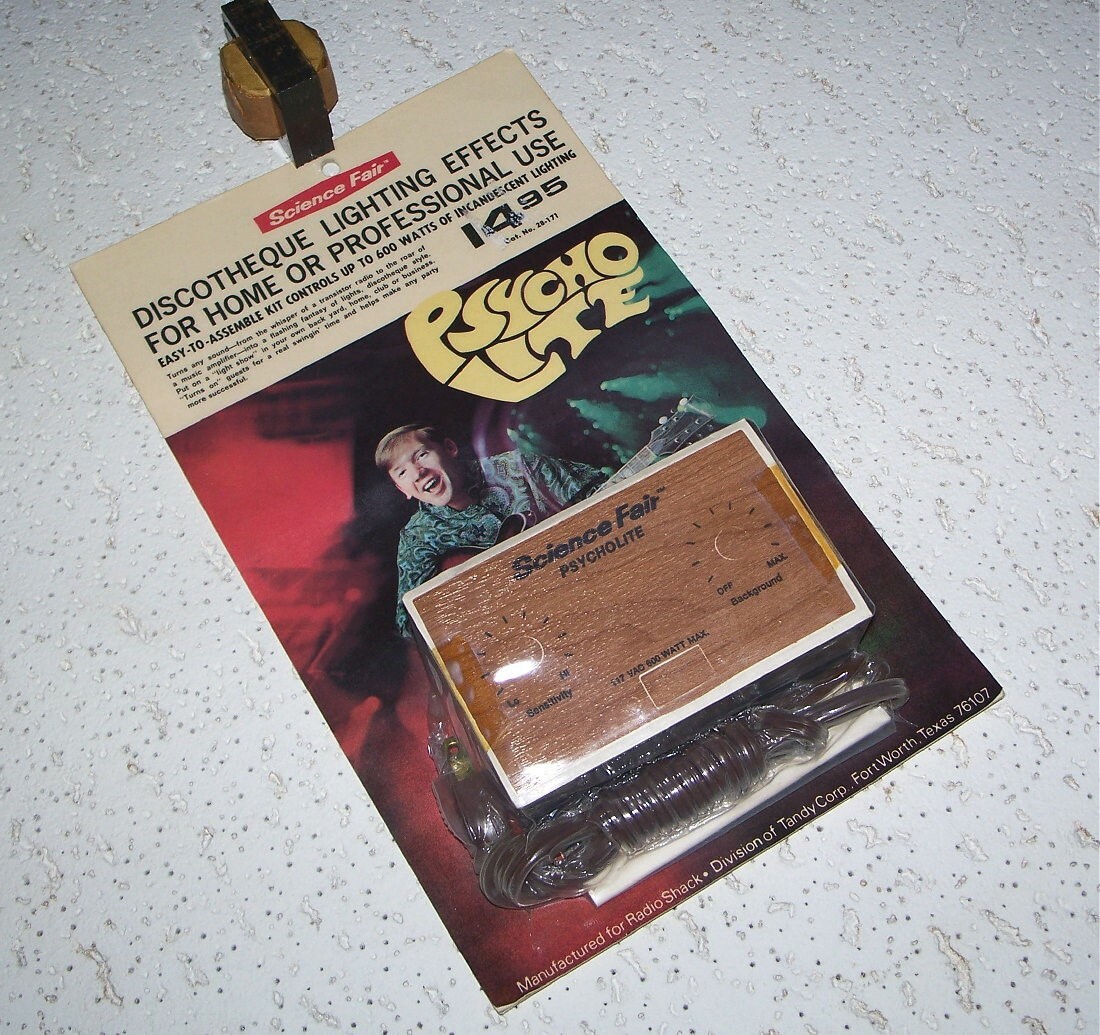 Science Fair™
DISCOTHEQUE LIGHTING EFFECTS
FOR HOME OR PROFESSIONAL USE
EASY-TO-ASSEMBLE KIT CONTROLS UP TO 600 WATTS OF INCANDESCENT LIGHTING
14 95
Cat. No. 28-171
Turns any sound—from the whisper of a transistor radio to the roar of
a music amplifier—into a flashing fantasy of lights, discotheque style.
Put on a "light show" in your own back yard, home, club or business.
"Turns on" guests for a real swingin' time and helps make any party
more successful.
PSYCHO
LITE
Science Fair™
PSYCHOLITE
OFF MAX
Background
117 VAC 600 WATT MAX.
Lo HI
Sensitivity
Manufactured for Radio Shack • Division of Tandy Corp., Fort Worth, Texas 76107